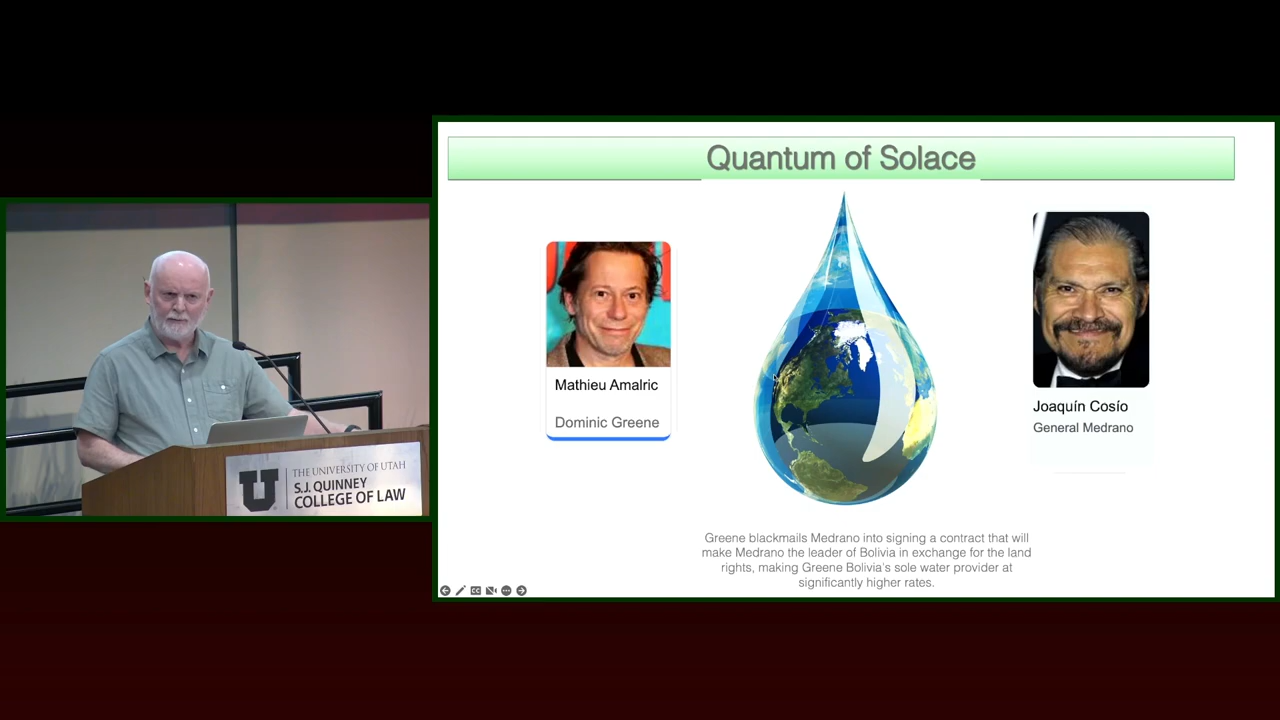 Quantum of Solace
Mathieu Amalric
Dominic Greene
Joaquín Cosío
General Medrano
Greene blackmails Medrano into signing a contract that will
make Medrano the leader of Bolivia in exchange for the land
rights, making Greene Bolivia's sole water provider at
significantly higher rates.
U
THE UNIVERSITY OF UTAH
S.J. QUINNEY
COLLEGE OF LAW